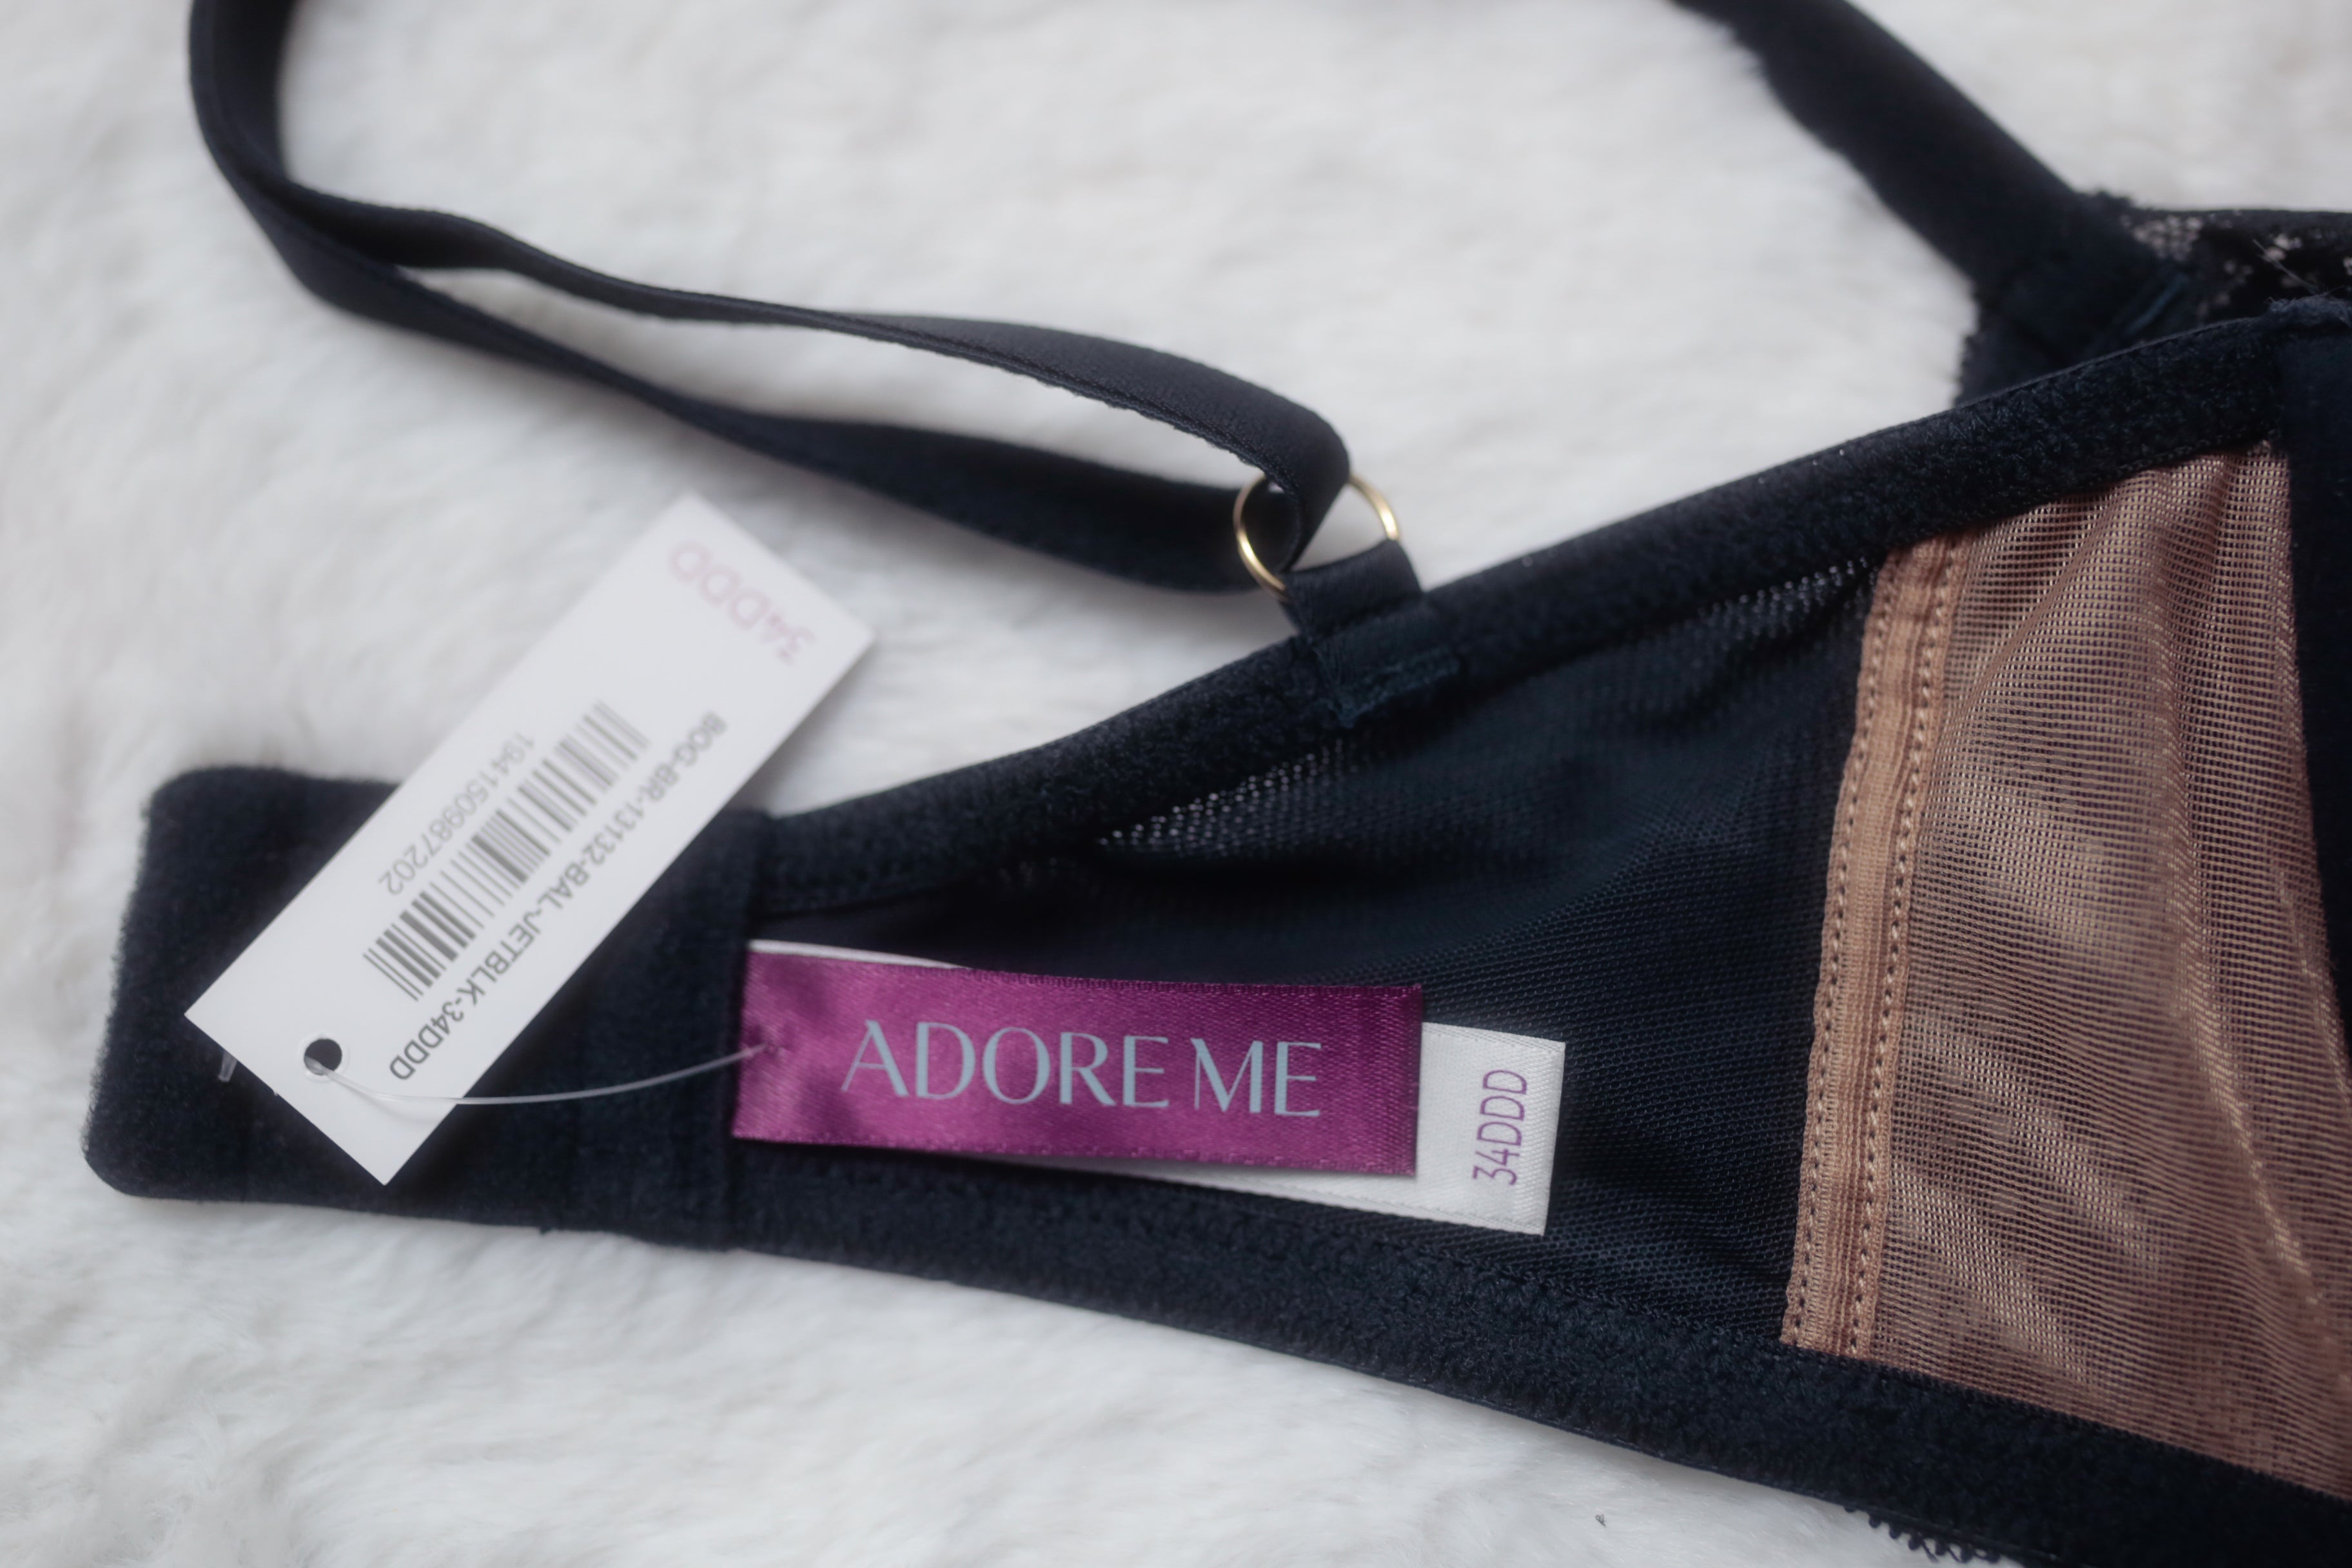 34DDD
BOG-BR-13132-BAL-JETBLK-34DDD
194150987202
ADORE ME
34DDD